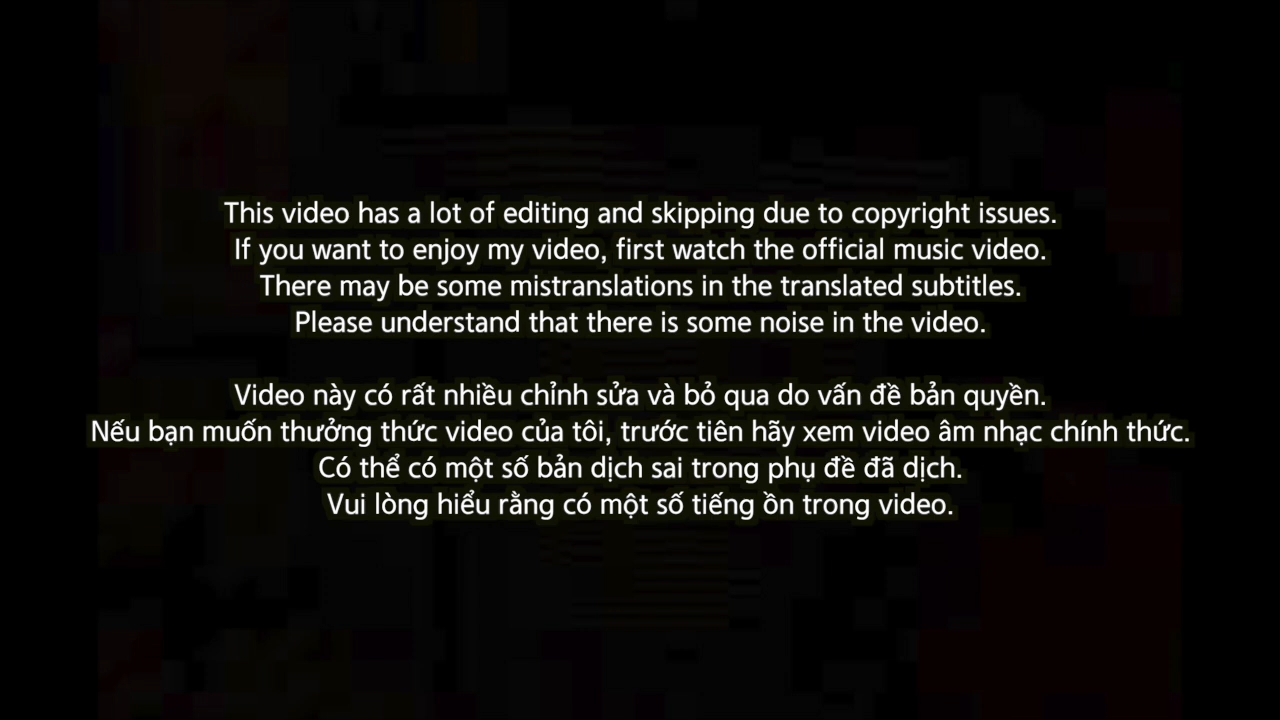 This video has a lot of editing and skipping due to copyright issues.
If you want to enjoy my video, first watch the official music video.
There may be some mistranslations in the translated subtitles.
Please understand that there is some noise in the video.
Video này có rất nhiều chỉnh sửa và bỏ qua do vấn đề bản quyền.
Nếu bạn muốn thưởng thức video của tôi, trước tiên hãy xem video âm nhạc chính thức.
Có thể có một số bản dịch sai trong phụ đề đã dịch.
Vui lòng hiểu rằng có một số tiếng ồn trong video.